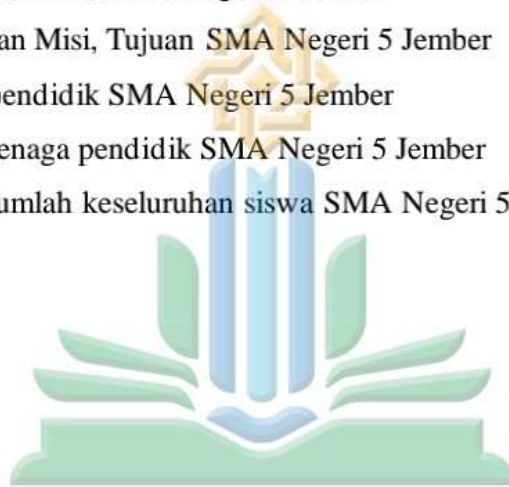 an Misi, Tujuan SMA Negeri 5 Jember
endidik SMA Negeri 5 Jember
enaga pendidik SMA Negeri 5 Jember
umlah keseluruhan siswa SMA Negeri 5